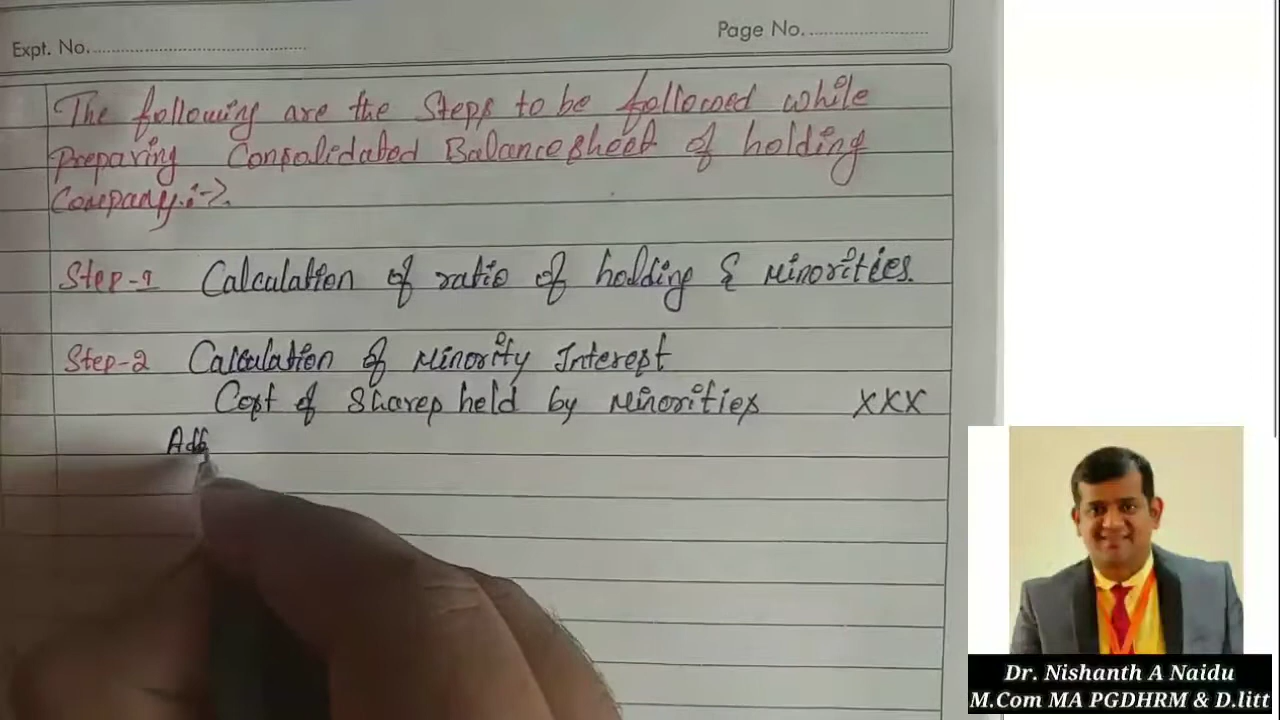 Page No.
Expt. No.
The following are the Steps to be followed while
Preparing Consolidated Balance sheet of holding
Company:->.
Step-1 Calculation of ratio of holding & Minorities.
Step-2 Calculation of Minority Interest
Cost of Shares held by Minorities XXX
Add
Dr. Nishanth A Naidu
M.Com MA PGDHRM & D.litt